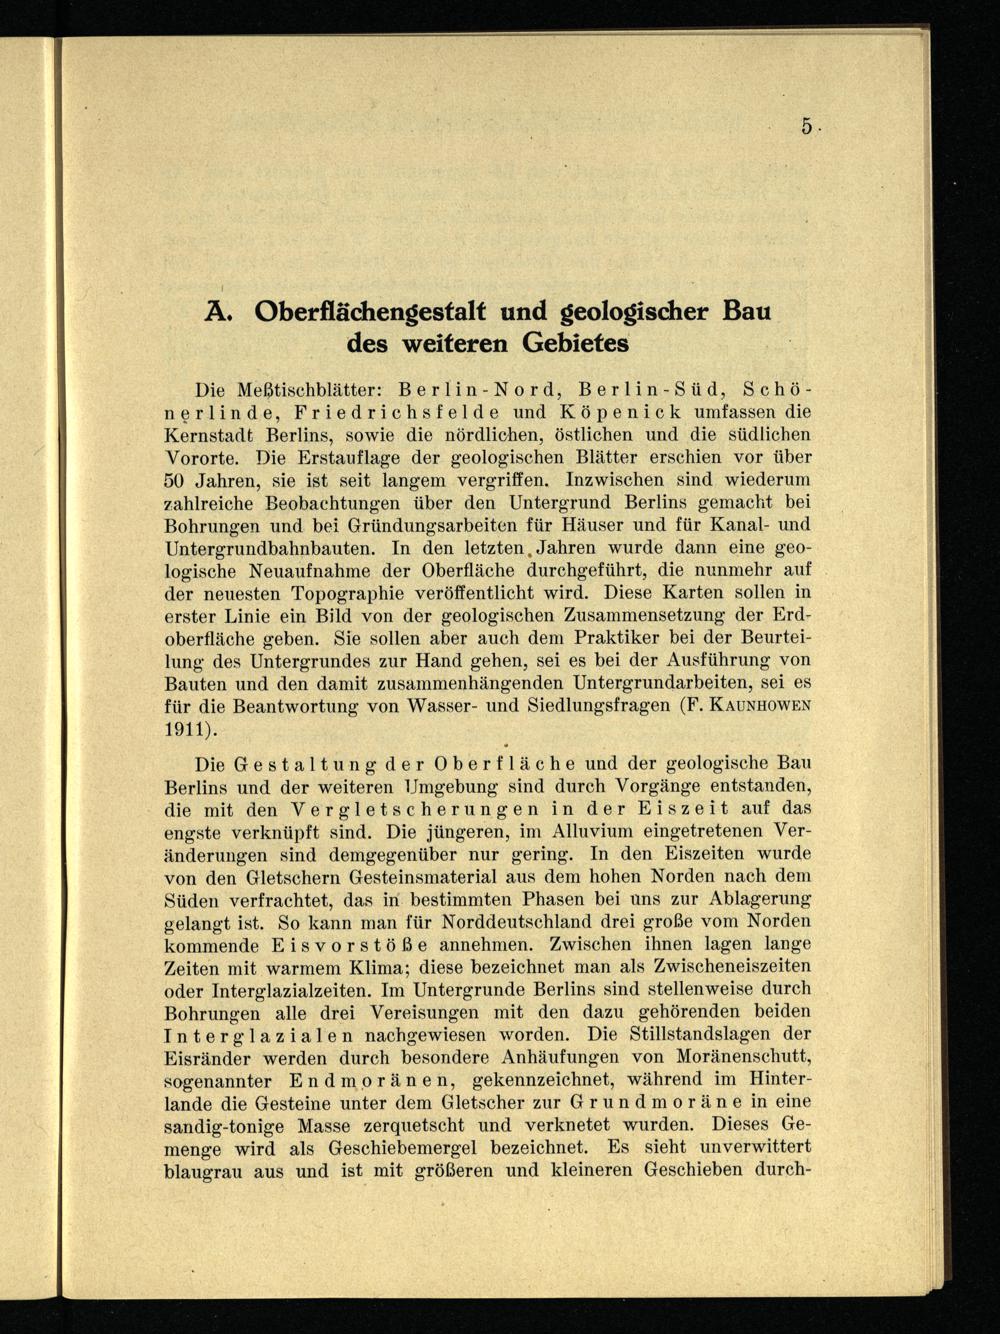 5
A. Oberflächengestalt und geologischer Bau
des weiteren Gebietes
Die Meßtischblätter: Berlin-Nord, Berlin-Süd, Schö-
nerlinde, Friedrichsfelde und Köpenick umfassen die
Kernstadt Berlins, sowie die nördlichen, östlichen und die südlichen
Vororte. Die Erstauflage der geologischen Blätter erschien vor über
50 Jahren, sie ist seit langem vergriffen. Inzwischen sind wiederum
zahlreiche Beobachtungen über den Untergrund Berlins gemacht bei
Bohrungen und bei Gründungsarbeiten für Häuser und für Kanal- und
Untergrundbahnbauten. In den letzten Jahren wurde dann eine geo-
logische Neuaufnahme der Oberfläche durchgeführt, die nunmehr auf
der neuesten Topographie veröffentlicht wird. Diese Karten sollen in
erster Linie ein Bild von der geologischen Zusammensetzung der Erd-
oberfläche geben. Sie sollen aber auch dem Praktiker bei der Beurtei-
lung des Untergrundes zur Hand gehen, sei es bei der Ausführung von
Bauten und den damit zusammenhängenden Untergrundarbeiten, sei es
für die Beantwortung von Wasser- und Siedlungsfragen (F. KAUNHOWEN
1911).
Die Gestaltung der Oberfläche und der geologische Bau
Berlins und der weiteren Umgebung sind durch Vorgänge entstanden,
die mit den Vergletscherungen in der Eiszeit auf das
engste verknüpft sind. Die jüngeren, im Alluvium eingetretenen Ver-
änderungen sind demgegenüber nur gering. In den Eiszeiten wurde
von den Gletschern Gesteinsmaterial aus dem hohen Norden nach dem
Süden verfrachtet, das in bestimmten Phasen bei uns zur Ablagerung
gelangt ist. So kann man für Norddeutschland drei große vom Norden
kommende Eisvorstöße annehmen. Zwischen ihnen lagen lange
Zeiten mit warmem Klima; diese bezeichnet man als Zwischeneiszeiten
oder Interglazialzeiten. Im Untergrunde Berlins sind stellenweise durch
Bohrungen alle drei Vereisungen mit den dazu gehörenden beiden
Interglazialen nachgewiesen worden. Die Stillstandslagen der
Eisränder werden durch besondere Anhäufungen von Moränenschutt,
sogenannter Endmoränen, gekennzeichnet, während im Hinter-
lande die Gesteine unter dem Gletscher zur Grundmoräne in eine
sandig-tonige Masse zerquetscht und verknetet wurden. Dieses Ge-
menge wird als Geschiebemergel bezeichnet. Es sieht unverwittert
blaugrau aus und ist mit größeren und kleineren Geschieben durch-